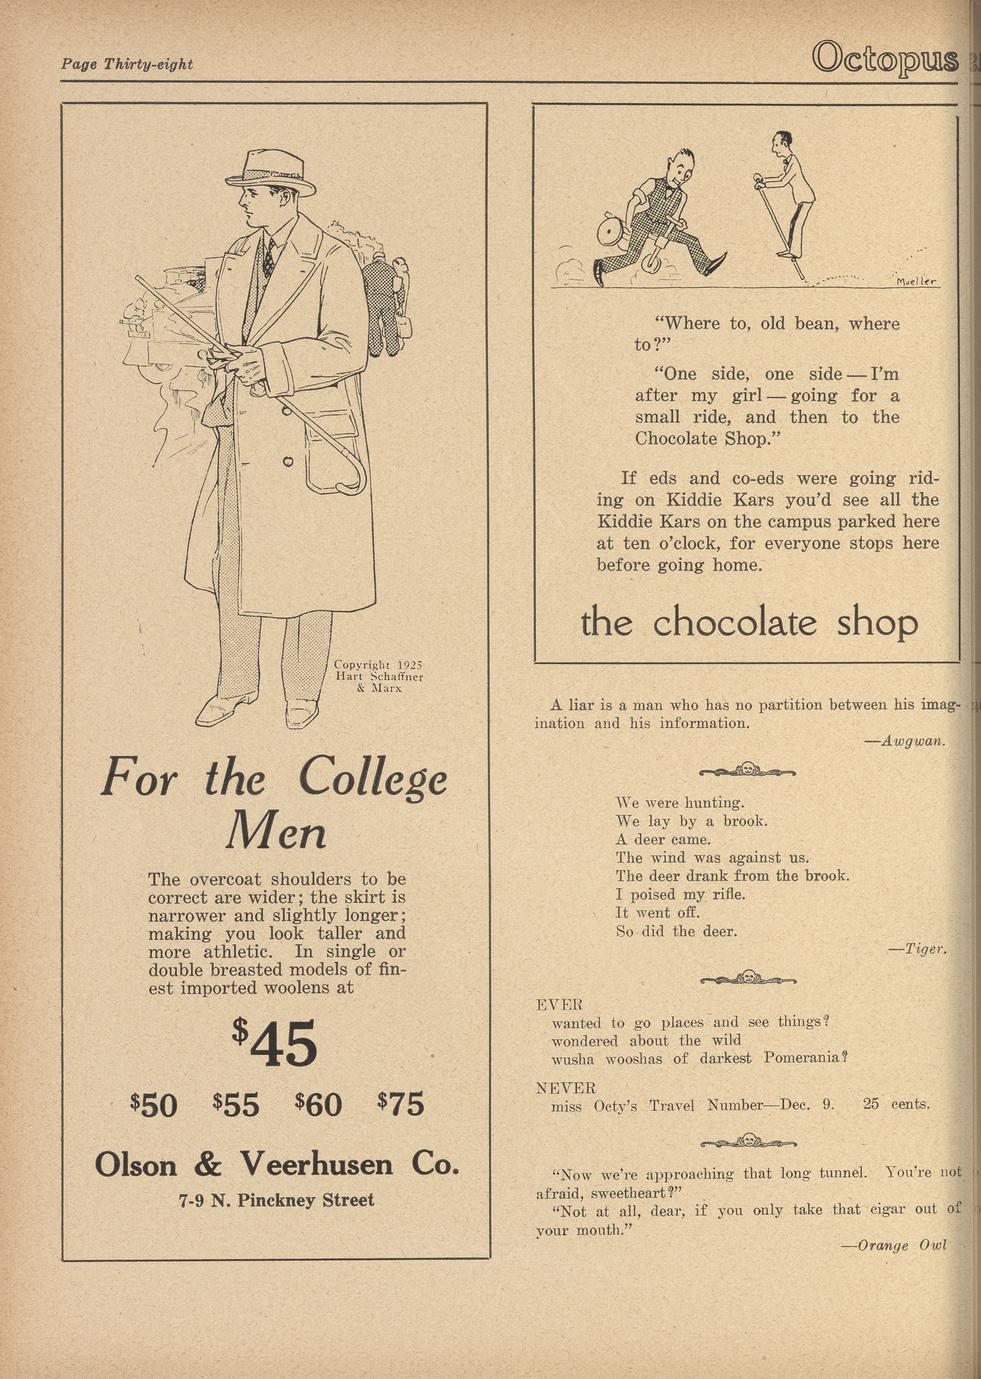 Page Thirty-eight
Octopus
Copyright 1925
Hart Schaffner
& Marx
For the College
Men
The overcoat shoulders to be
correct are wider; the skirt is
narrower and slightly longer;
making you look taller and
more athletic. In single or
double breasted models of fin-
est imported woolens at
$45
$50 $55 $60 $75
Olson & Veerhusen Co.
7-9 N. Pinckney Street
Mueller
“Where to, old bean, where
to?”
“One side, one side—I'm
after my girl—going for a
small ride, and then to the
Chocolate Shop.”
If eds and co-eds were going rid-
ing on Kiddie Kars you'd see all the
Kiddie Kars on the campus parked here
at ten o'clock, for everyone stops here
before going home.
the chocolate shop
A liar is a man who has no partition between his imag-
ination and his information.
—Awgwan.
We were hunting.
We lay by a brook.
A deer came.
The wind was against us.
The deer drank from the brook.
I poised my rifle.
It went off.
So did the deer.
—Tiger.
EVER
wanted to go places and see things?
wondered about the wild
wusha wooshas of darkest Pomerania?
NEVER
miss Octy's Travel Number—Dec. 9. 25 cents.
“Now we're approaching that long tunnel. You're not
afraid, sweetheart?”
“Not at all, dear, if you only take that cigar out of
your mouth.”
—Orange Owl